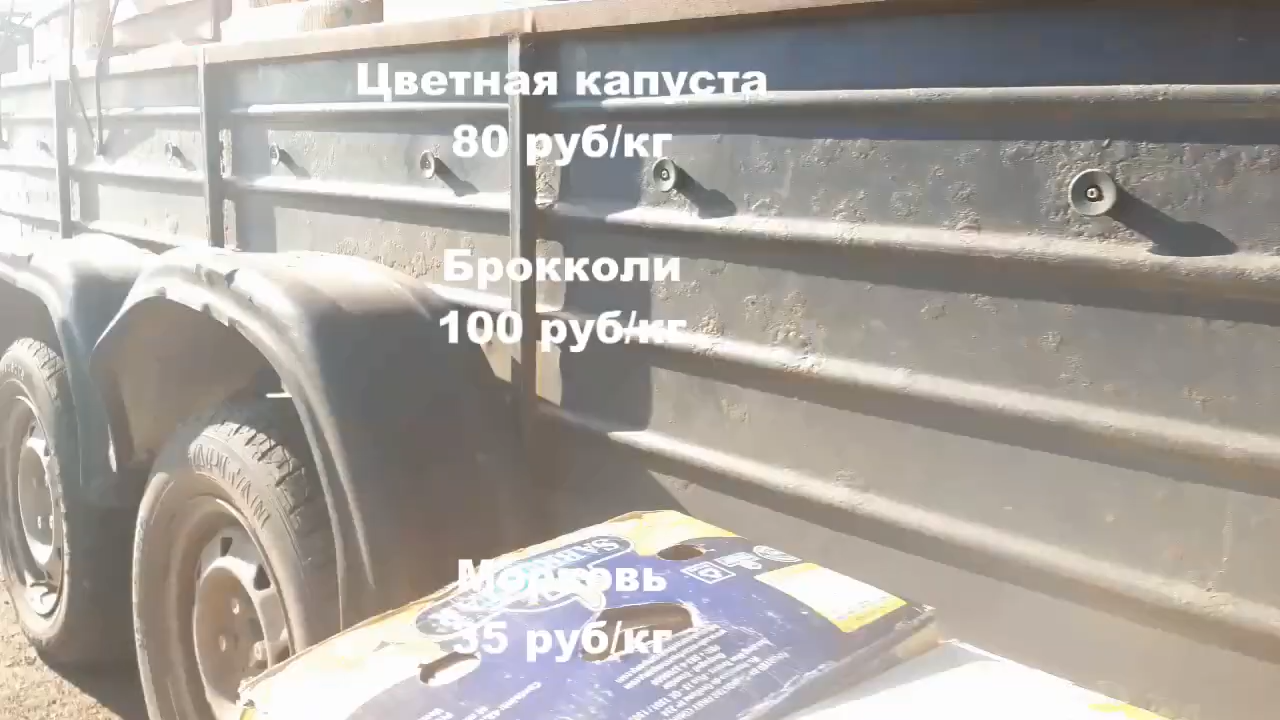 Цветная капуста
80 руб/кг
Брокколи
100 руб/кг
Морковь
35 руб/кг